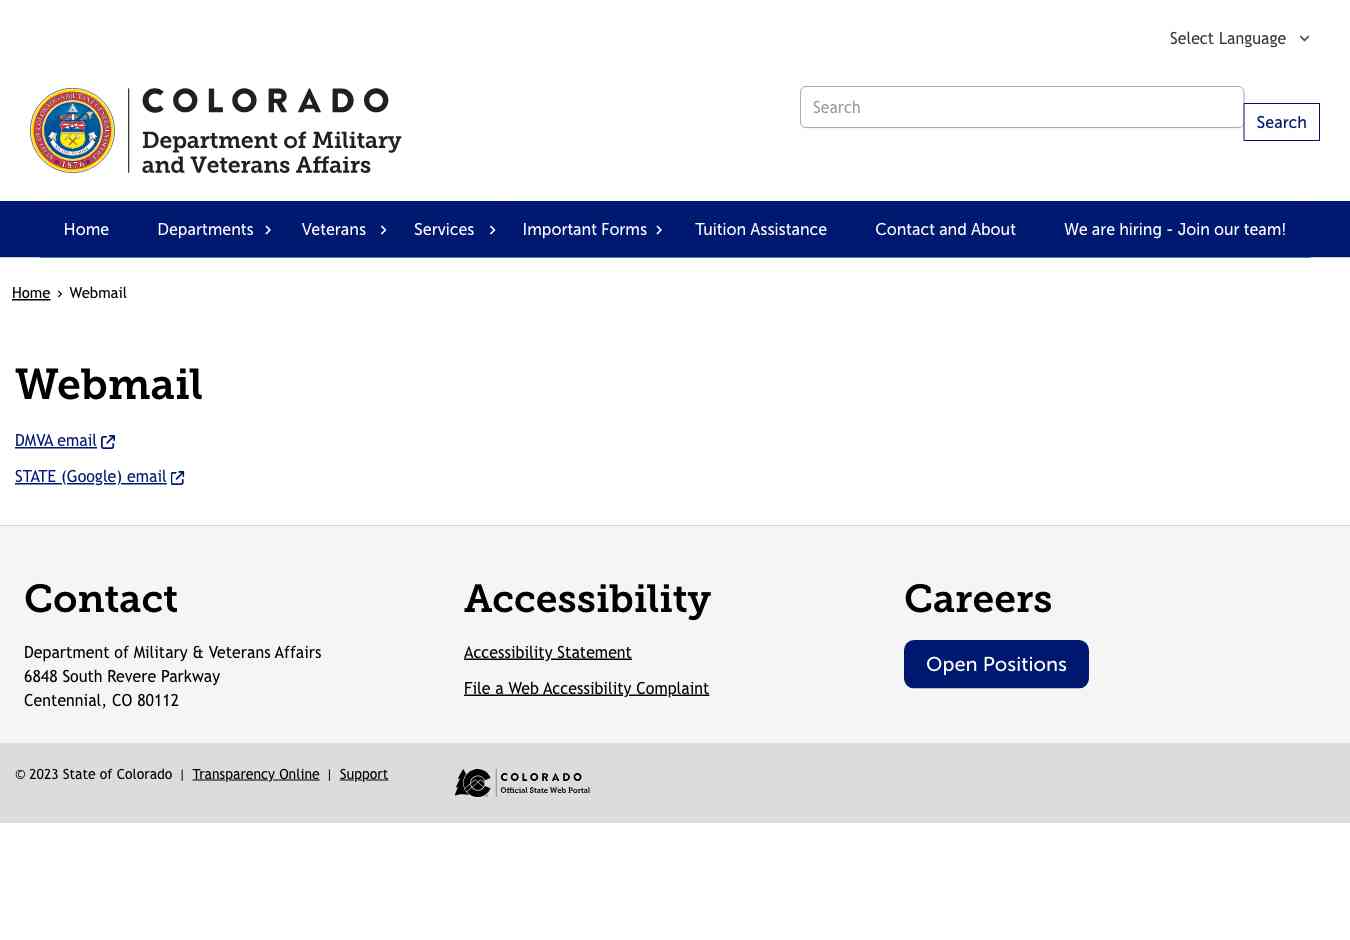 Select Language
COLORADO
Department of Military
and Veterans Affairs
1876
Search
Search
Home
Departments
Veterans
Services
Important Forms
Tuition Assistance
Contact and About
We are hiring - Join our team!
Home › Webmail
Webmail
DMVA email
STATE (Google) email
Contact
Department of Military & Veterans Affairs
6848 South Revere Parkway
Centennial, CO 80112
Accessibility
Accessibility Statement
File a Web Accessibility Complaint
Careers
Open Positions
© 2023 State of Colorado | Transparency Online | Support
COLORADO
Official State Web Portal